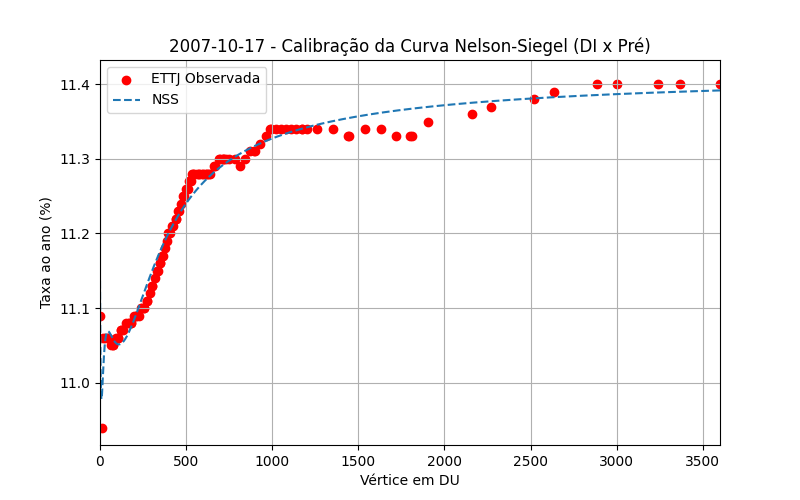 2007-10-17 - Calibração da Curva Nelson-Siegel (DI x Pré)
ETTJ Observada
NSS
Taxa ao ano (%)
11.4
11.3
11.2
11.1
11.0
0 500 1000 1500 2000 2500 3000 3500
Vértice em DU